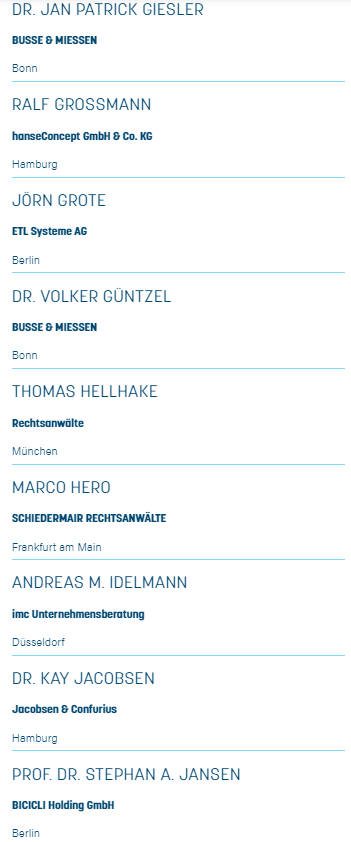 DR. JAN PATRICK GIESLER
BUSSE & MIESSEN
Bonn
RALF GROSSMANN
hanseConcept GmbH & Co. KG
Hamburg
JÖRN GROTE
ETL Systeme AG
Berlin
DR. VOLKER GÜNTZEL
BUSSE & MIESSEN
Bonn
THOMAS HELLHAKE
Rechtsanwälte
München
MARCO HERO
SCHIEDERMAIR RECHTSANWÄLTE
Frankfurt am Main
ANDREAS M. IDELMANN
imc Unternehmensberatung
Düsseldorf
DR. KAY JACOBSEN
Jacobsen & Confurius
Hamburg
PROF. DR. STEPHAN A. JANSEN
BICICLI Holding GmbH
Berlin